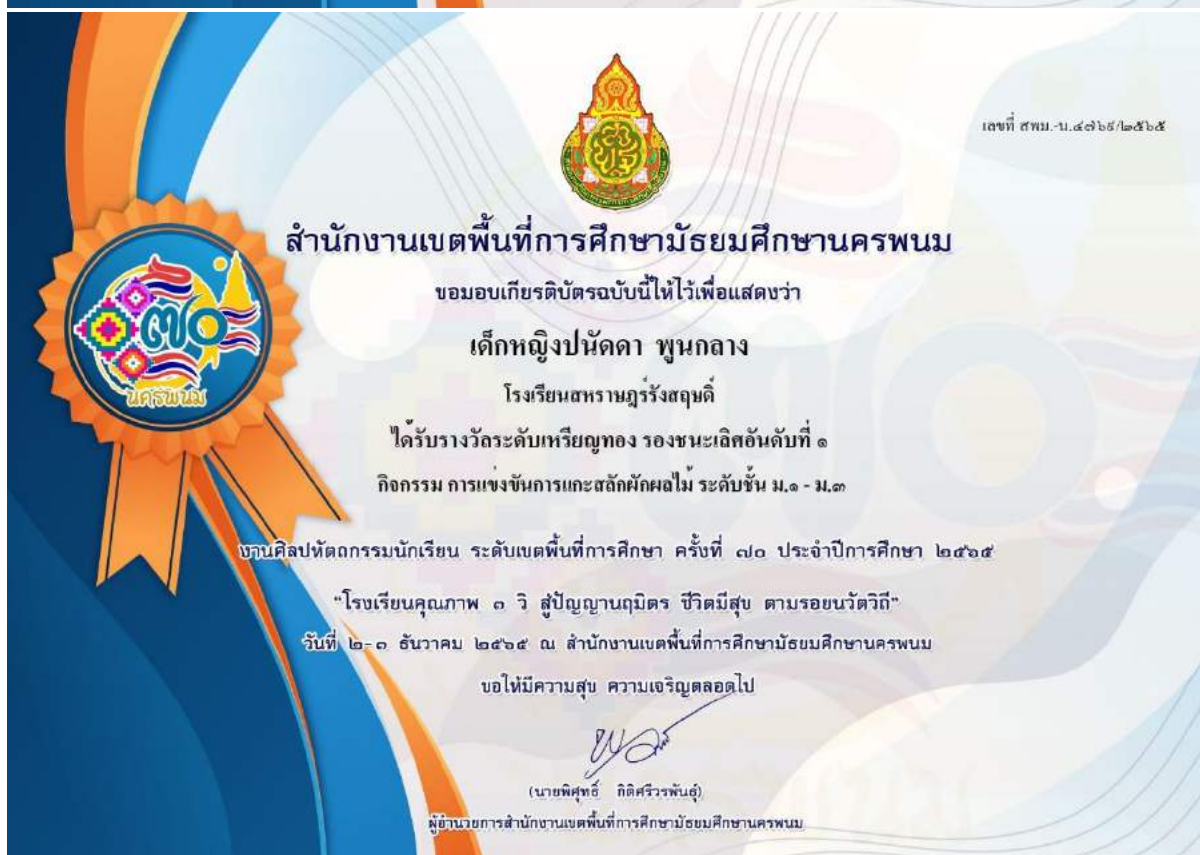 เลขที่ สพม.-น.๔๗๖๙/๒๕๖๕
สำนักงานเขตพื้นที่การศึกษามัธยมศึกษานครพนม
ขอมอบเกียรติบัตรฉบับนี้ให้ไว้เพื่อแสดงว่า
เด็กหญิงปนัดดา พูนกลาง
โรงเรียนสหราษฎร์รังสฤษดิ์
ได้รับรางวัลระดับเหรียญทอง รองชนะเลิศอันดับที่ ๑
กิจกรรม การแข่งขันการแกะสลักผักผลไม้ ระดับชั้น ม.๑ - ม.๓
๗๐
นครพนม
งานศิลปหัตถกรรมนักเรียน ระดับเขตพื้นที่การศึกษา ครั้งที่ ๗๐ ประจำปีการศึกษา ๒๕๖๕
"โรงเรียนคุณภาพ ๓ วิ สู่ปัญญานฤมิตร ชีวิตมีสุข ตามรอยนวัตวิถี"
วันที่ ๒-๓ ธันวาคม ๒๕๖๕ ณ สำนักงานเขตพื้นที่การศึกษามัธยมศึกษานครพนม
ขอให้มีความสุข ความเจริญตลอดไป
(นายพิศุทธิ์ กิติศรีวรพันธุ์)
ผู้อำนวยการสำนักงานเขตพื้นที่การศึกษามัธยมศึกษานครพนม